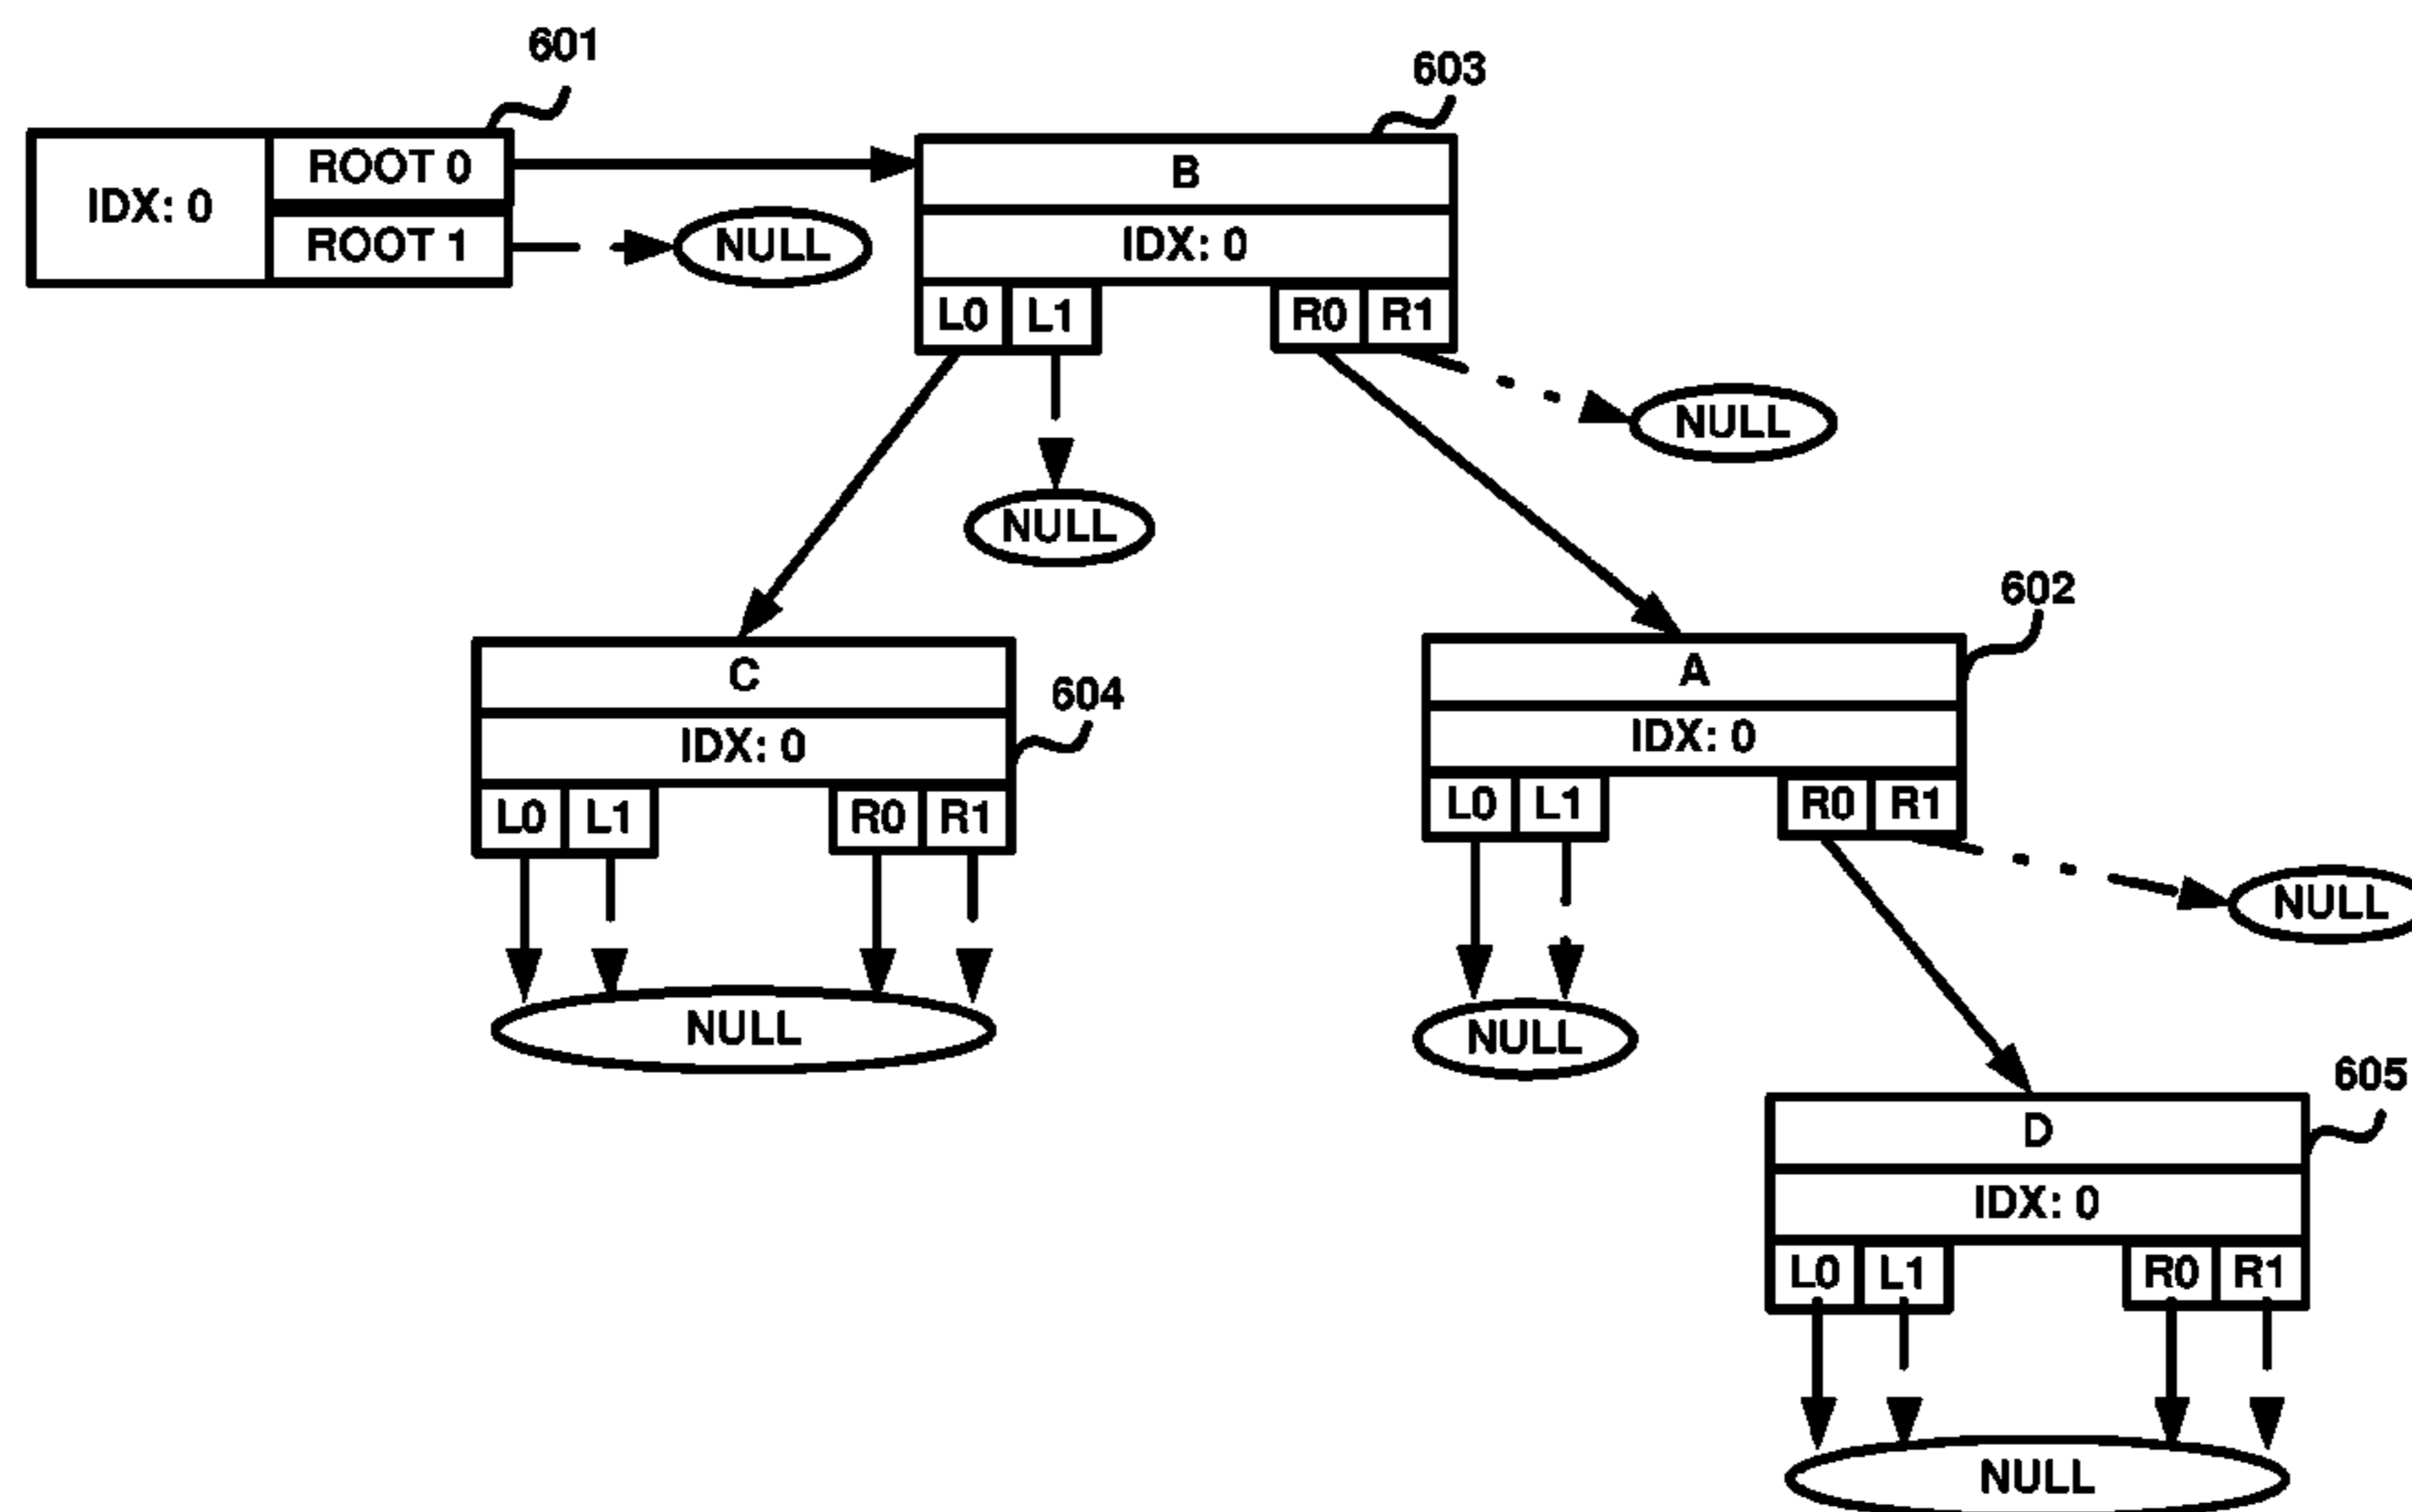 601
603
ROOT 0
B
IDX: 0
ROOT 1
NULL
IDX: 0
L0 L1 R0 R1
NULL
NULL
602
A
C
604
IDX: 0
IDX: 0
L0 L1 R0 R1
L0 L1 R0 R1
NULL
NULL
NULL
605
D
IDX: 0
L0 L1 R0 R1
NULL